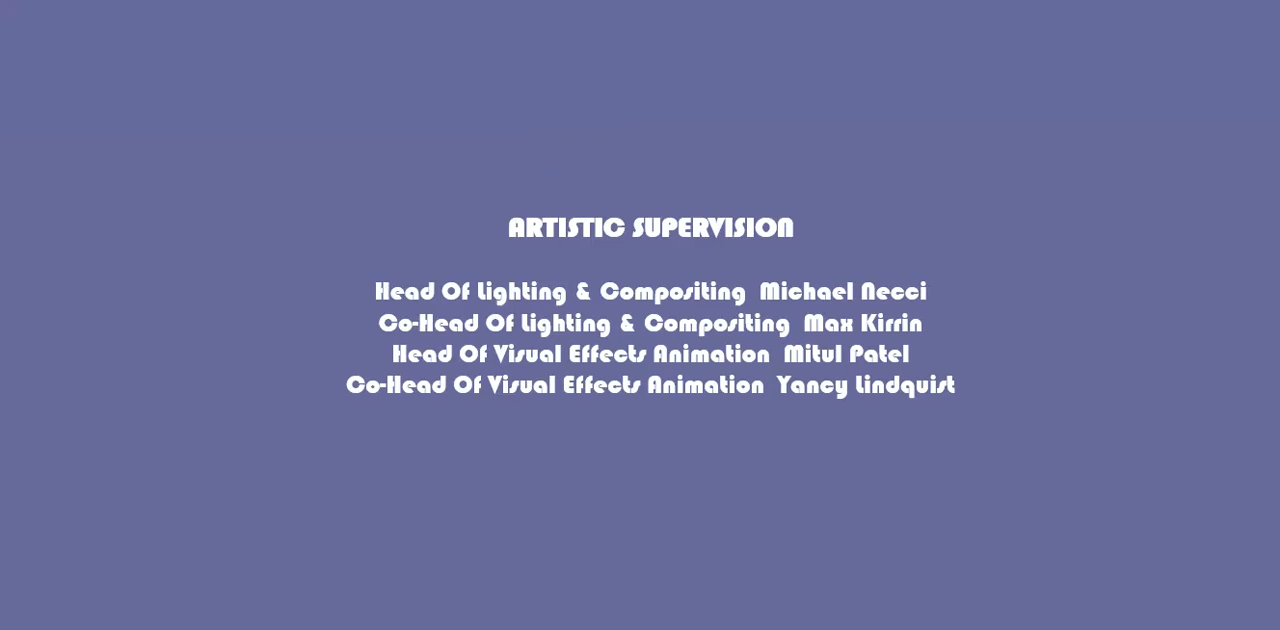 ARTISTIC SUPERVISION
Head Of Lighting & Compositing Michael Necci
Co-Head Of Lighting & Compositing Max Kirrin
Head Of Visual Effects Animation Mitul Patel
Co-Head Of Visual Effects Animation Yancy Lindquist